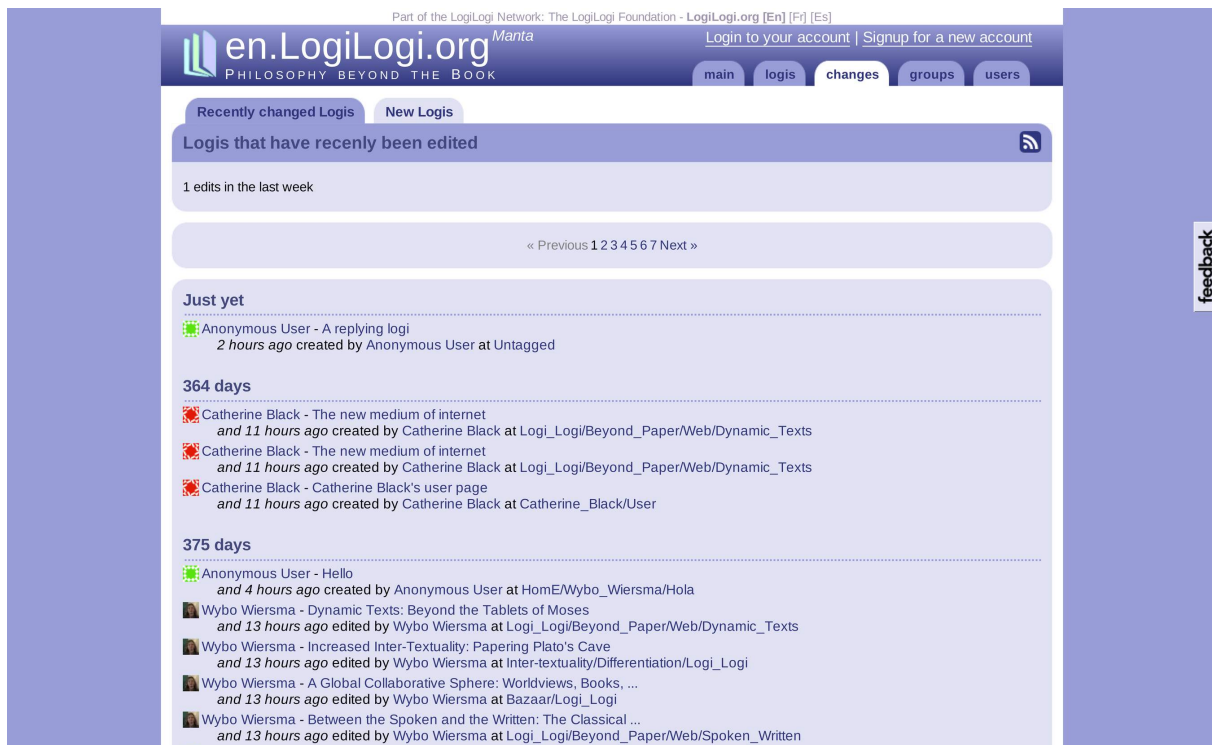 Part of the LogiLogi Network: The LogiLogi Foundation - LogiLogi.org [En] [Fr] [Es]
en.LogiLogi.org Manta
Philosophy beyond the Book
Login to your account | Signup for a new account
main logis changes groups users
Recently changed Logis New Logis
Logis that have recenly been edited
1 edits in the last week
« Previous 1 2 3 4 5 6 7 Next »
feedback
Just yet
Anonymous User - A replying logi
2 hours ago created by Anonymous User at Untagged
364 days
Catherine Black - The new medium of internet
and 11 hours ago created by Catherine Black at Logi_Logi/Beyond_Paper/Web/Dynamic_Texts
Catherine Black - The new medium of internet
and 11 hours ago created by Catherine Black at Logi_Logi/Beyond_Paper/Web/Dynamic_Texts
Catherine Black - Catherine Black's user page
and 11 hours ago created by Catherine Black at Catherine_Black/User
375 days
Anonymous User - Hello
and 4 hours ago created by Anonymous User at HomE/Wybo_Wiersma/Hola
Wybo Wiersma - Dynamic Texts: Beyond the Tablets of Moses
and 13 hours ago edited by Wybo Wiersma at Logi_Logi/Beyond_Paper/Web/Dynamic_Texts
Wybo Wiersma - Increased Inter-Textuality: Papering Plato's Cave
and 13 hours ago edited by Wybo Wiersma at Inter-textuality/Differentiation/Logi_Logi
Wybo Wiersma - A Global Collaborative Sphere: Worldviews, Books, ...
and 13 hours ago edited by Wybo Wiersma at Bazaar/Logi_Logi
Wybo Wiersma - Between the Spoken and the Written: The Classical ...
and 13 hours ago edited by Wybo Wiersma at Logi_Logi/Beyond_Paper/Web/Spoken_Written